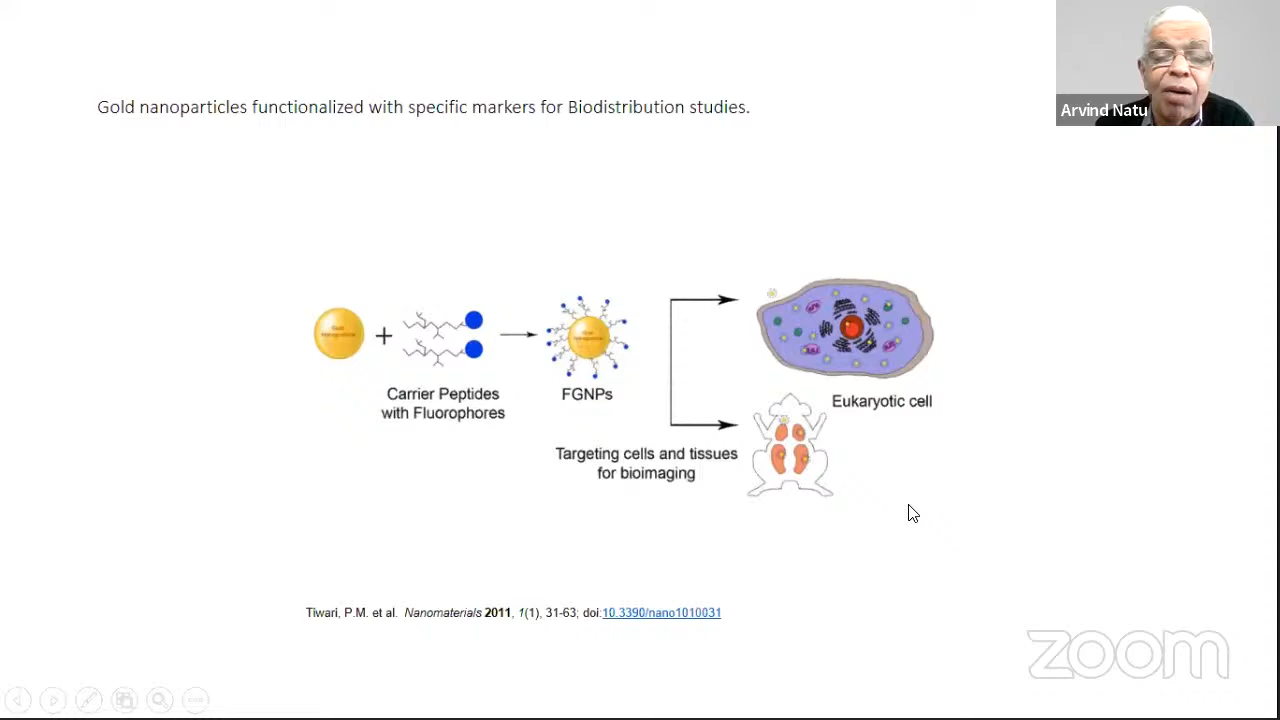 Gold nanoparticles functionalized with specific markers for Biodistribution studies.
Arvind Natu
Gold
+
Carrier Peptides
with Fluorophores
FGNPs
Targeting cells and tissues
for bioimaging
Eukaryotic cell
Tiwari, P.M. et al. Nanomaterials 2011, 1(1), 31-63; doi:10.3390/nano1010031
zoom